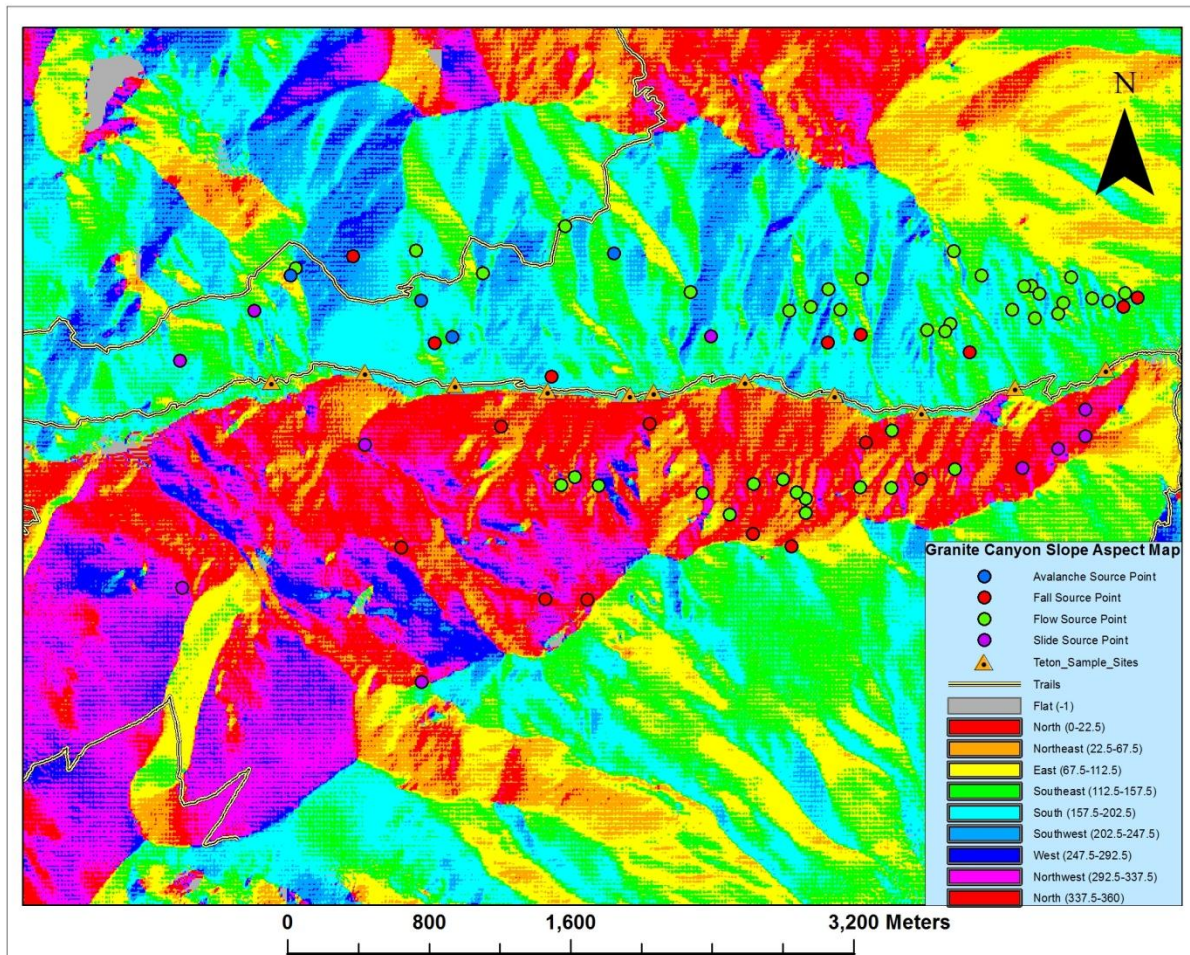 N
Granite Canyon Slope Aspect Map
Avalanche Source Point
Fall Source Point
Flow Source Point
Slide Source Point
Teton_Sample_Sites
Trails
Flat (-1)
North (0-22.5)
Northeast (22.5-67.5)
East (67.5-112.5)
Southeast (112.5-157.5)
South (157.5-202.5)
Southwest (202.5-247.5)
West (247.5-292.5)
Northwest (292.5-337.5)
North (337.5-360)
0 800 1,600 3,200 Meters